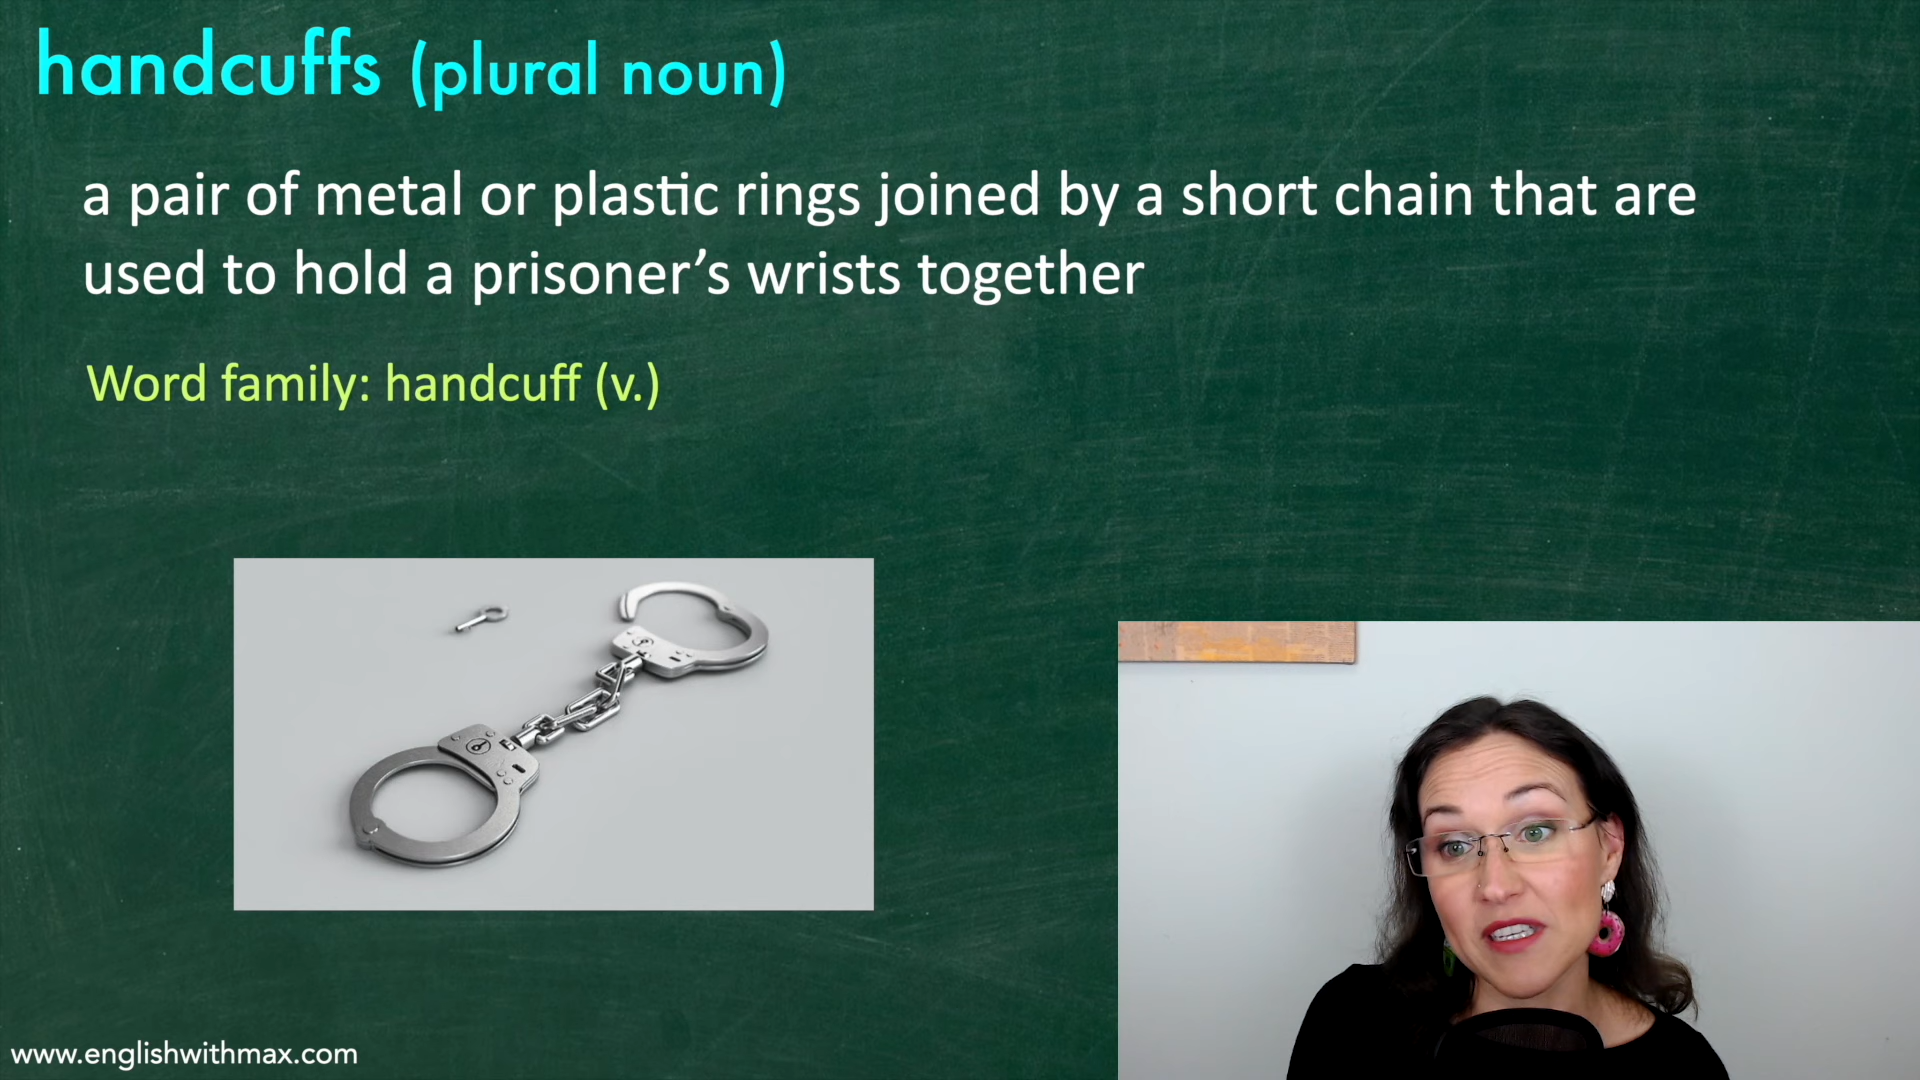 handcuffs (plural noun)
a pair of metal or plastic rings joined by a short chain that are
used to hold a prisoner’s wrists together
Word family: handcuff (v.)
www.englishwithmax.com